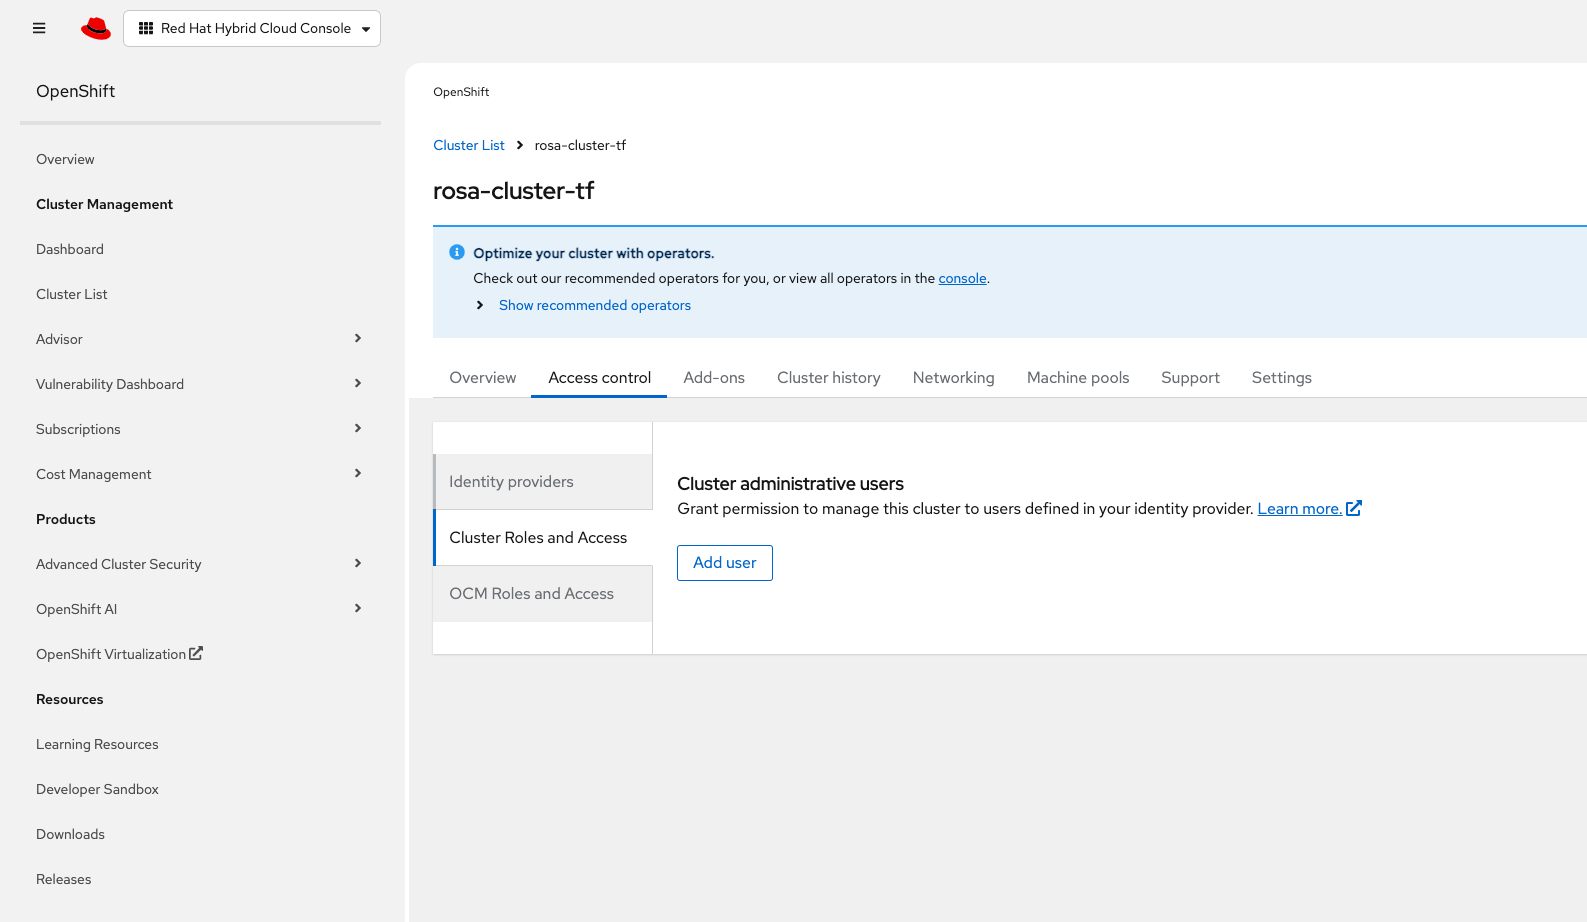 Red Hat Hybrid Cloud Console
OpenShift
Overview
Cluster Management
Dashboard
Cluster List
Advisor
Vulnerability Dashboard
Subscriptions
Cost Management
Products
Advanced Cluster Security
OpenShift AI
OpenShift Virtualization
Resources
Learning Resources
Developer Sandbox
Downloads
Releases
OpenShift
Cluster List rosa-cluster-tf
rosa-cluster-tf
Optimize your cluster with operators.
Check out our recommended operators for you, or view all operators in the console.
Show recommended operators
Overview Access control Add-ons Cluster history Networking Machine pools Support Settings
Identity providers
Cluster Roles and Access
OCM Roles and Access
Cluster administrative users
Grant permission to manage this cluster to users defined in your identity provider. Learn more.
Add user